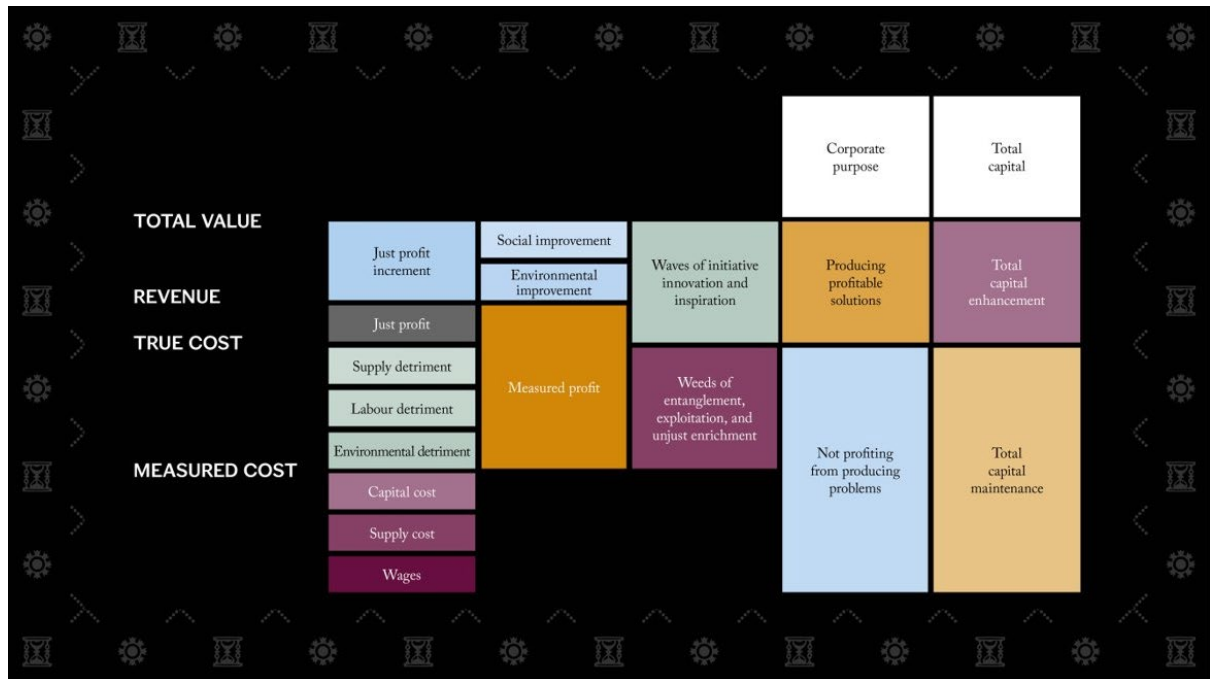 Corporate
purpose
Total
capital
TOTAL VALUE
Just profit
increment
Social improvement
Environmental
improvement
Waves of initiative
innovation and
inspiration
Producing
profitable
solutions
Total
capital
enhancement
REVENUE
Just profit
TRUE COST
Supply detriment
Labour detriment
Environmental detriment
Measured profit
Weeds of
entanglement,
exploitation, and
unjust enrichment
Not profiting
from producing
problems
Total
capital
maintenance
MEASURED COST
Capital cost
Supply cost
Wages